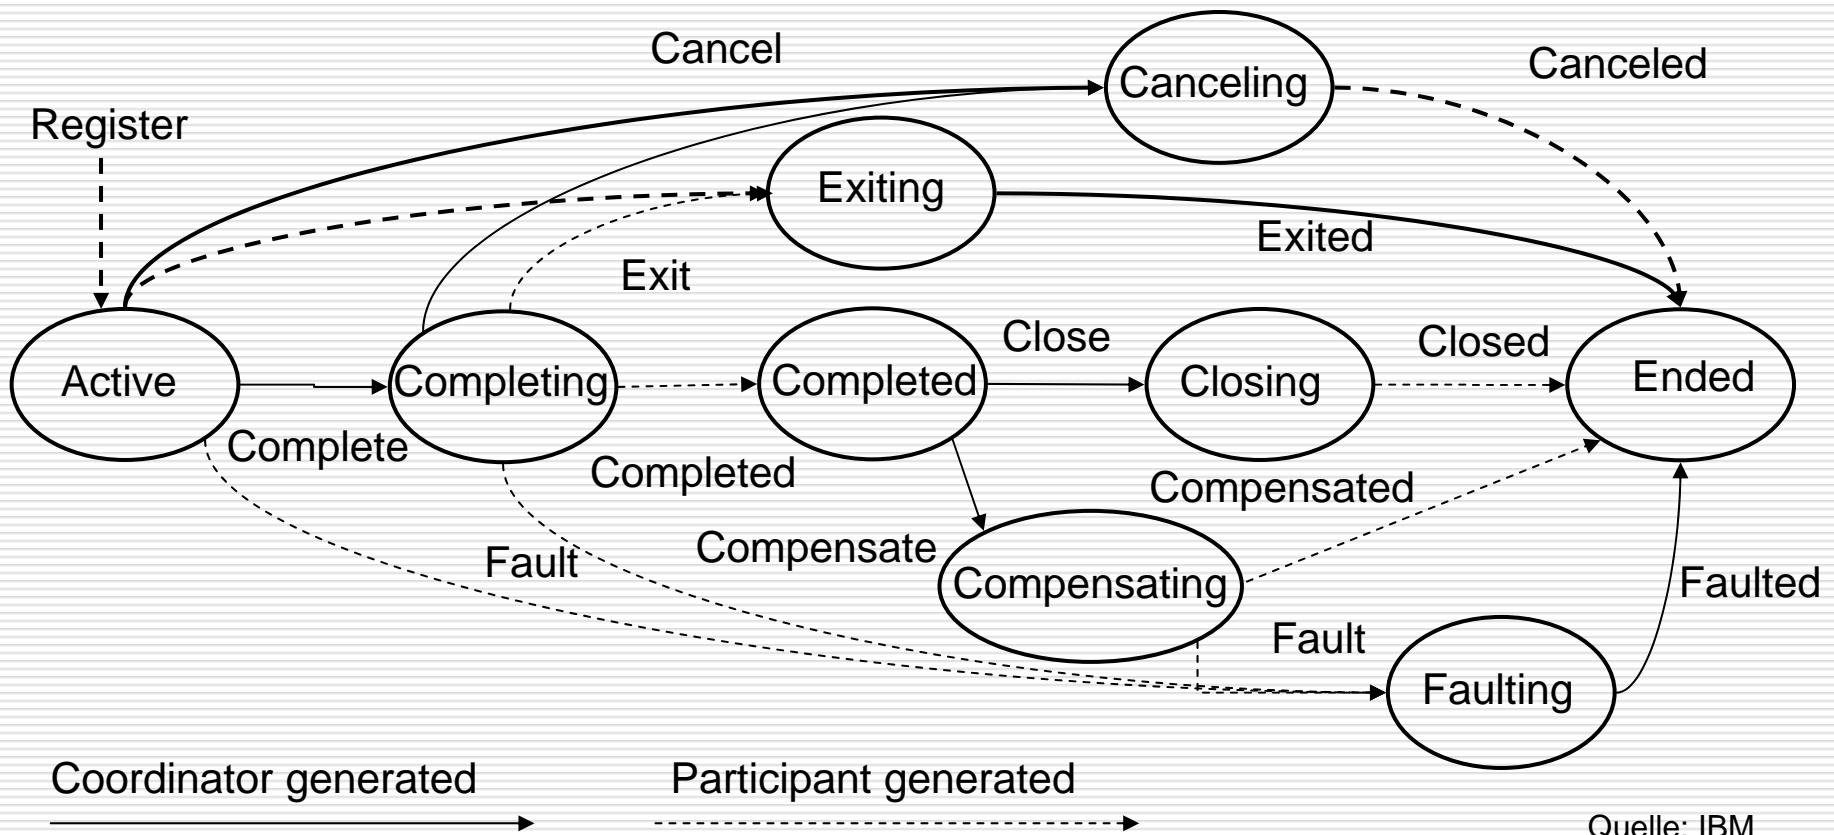 Cancel
Canceling
Canceled
Register
Exiting
Exited
Exit
Active
Completing
Completed
Close
Closing
Closed
Ended
Complete
Completed
Compensated
Fault
Compensate
Compensating
Faulted
Fault
Faulting
Coordinator generated
Participant generated
Quelle: IBM